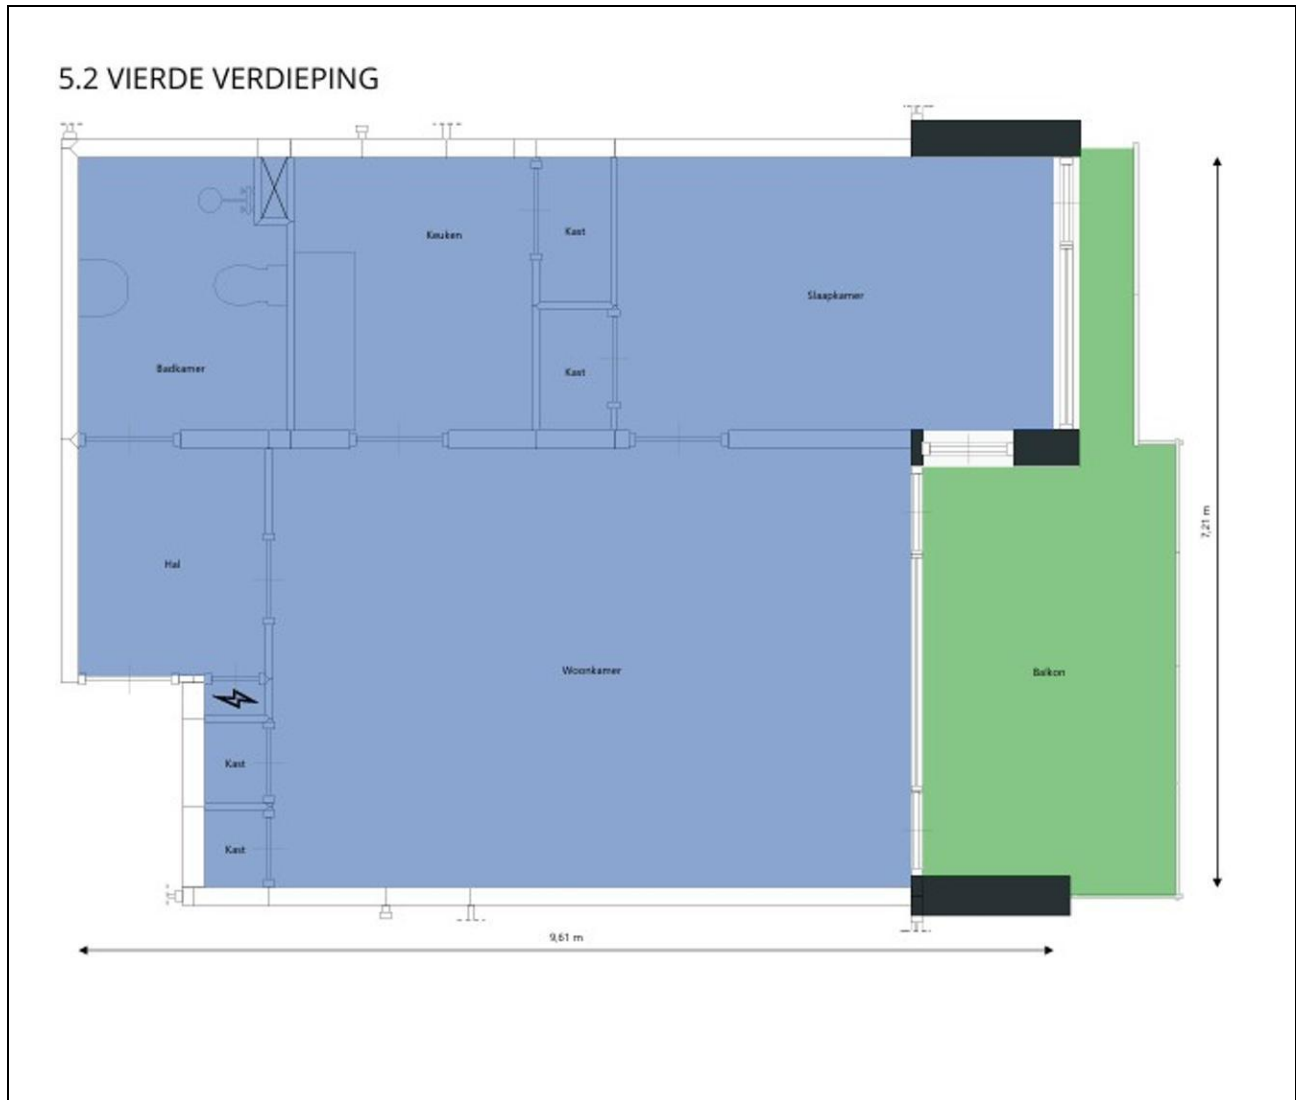 5.2 VIERDE VERDIEPING
Keuken
Kast
Slaapkamer
Badkamer
Kast
Hal
7,21 m
Woonkamer
Balkon
Kast
Kast
9,61 m